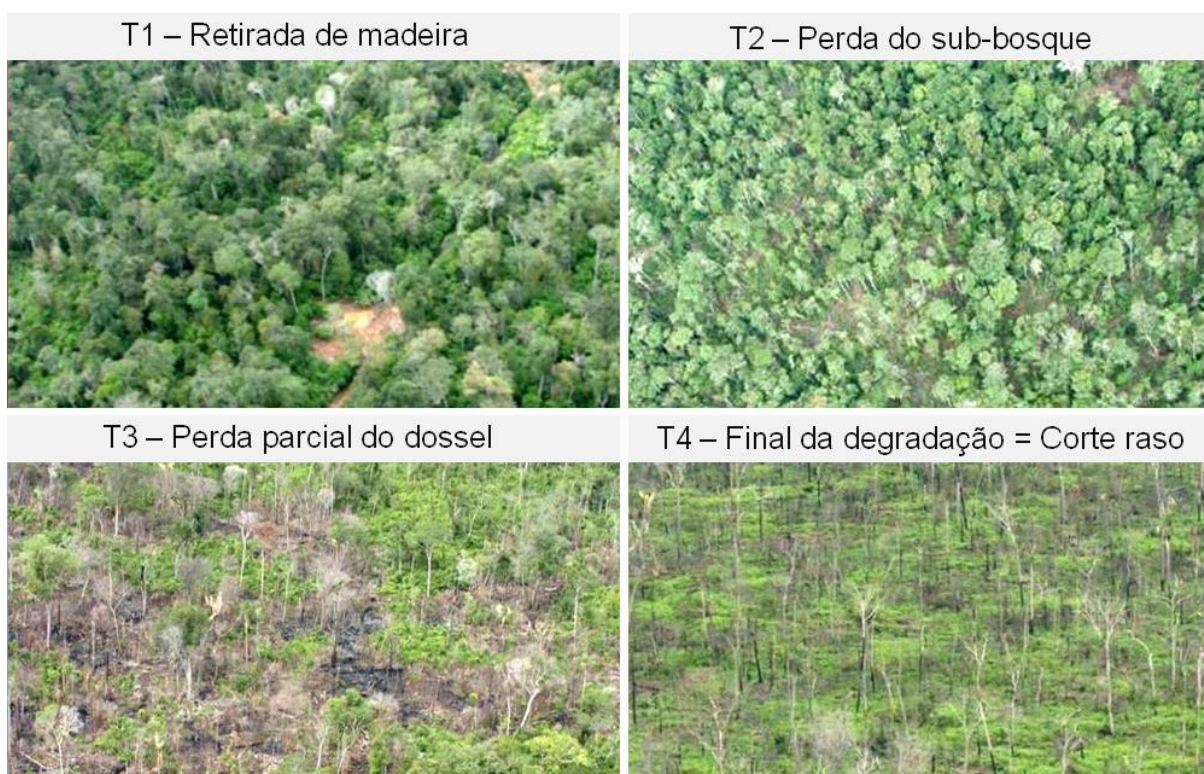 T1 – Retirada de madeira
T2 – Perda do sub-bosque
T3 – Perda parcial do dossel
T4 – Final da degradação = Corte raso